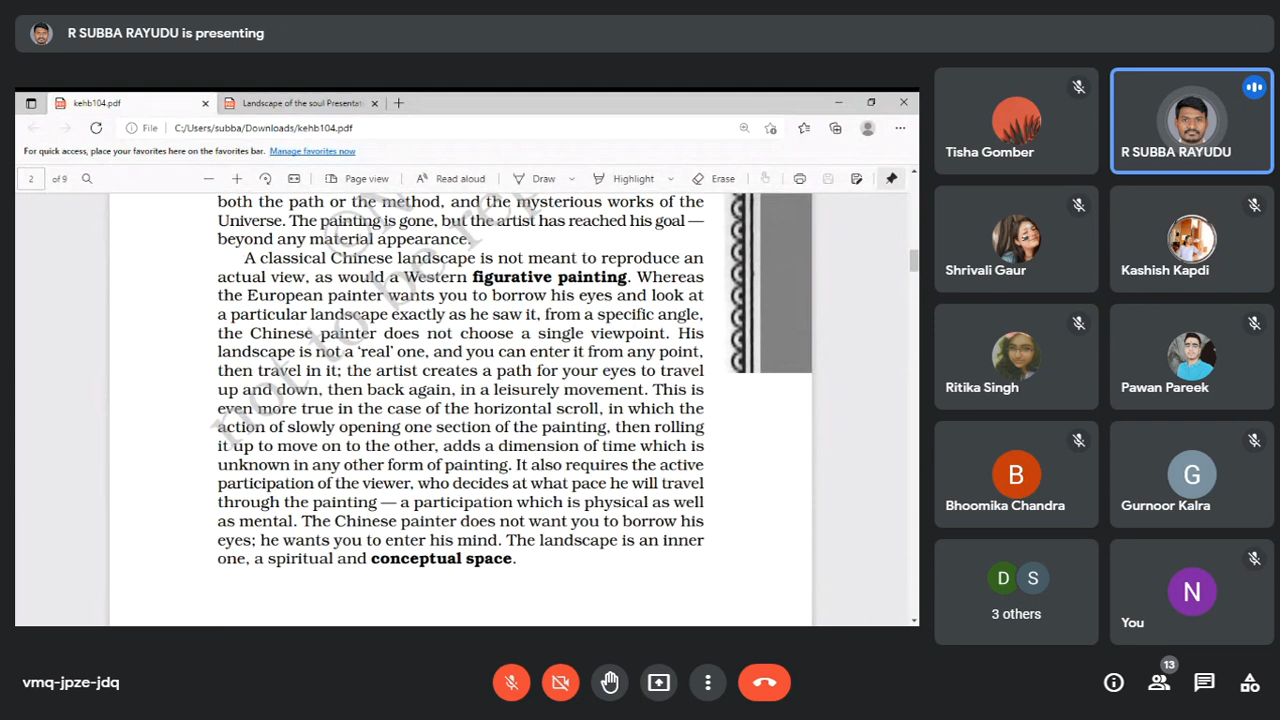 R SUBBA RAYUDU is presenting
kehb104.pdf
Landscape of the soul Presentat
File
C:/Users/subba/Downloads/kehb104.pdf
For quick access, place your favorites here on the favorites bar. Manage favorites now
2 of 9
Page view
Read aloud
Draw
Highlight
Erase
both the path or the method, and the mysterious works of the
Universe. The painting is gone, but the artist has reached his goal —
beyond any material appearance.
A classical Chinese landscape is not meant to reproduce an
actual view, as would a Western figurative painting. Whereas
the European painter wants you to borrow his eyes and look at
a particular landscape exactly as he saw it, from a specific angle,
the Chinese painter does not choose a single viewpoint. His
landscape is not a ‘real’ one, and you can enter it from any point,
then travel in it; the artist creates a path for your eyes to travel
up and down, then back again, in a leisurely movement. This is
even more true in the case of the horizontal scroll, in which the
action of slowly opening one section of the painting, then rolling
it up to move on to the other, adds a dimension of time which is
unknown in any other form of painting. It also requires the active
participation of the viewer, who decides at what pace he will travel
through the painting — a participation which is physical as well
as mental. The Chinese painter does not want you to borrow his
eyes; he wants you to enter his mind. The landscape is an inner
one, a spiritual and conceptual space.
not to be rep
Tisha Gomber
R SUBBA RAYUDU
Shrivali Gaur
Kashish Kapdi
Ritika Singh
Pawan Pareek
B
Bhoomika Chandra
G
Gurnoor Kalra
D S
3 others
N
You
vmq-jpze-jdq
13